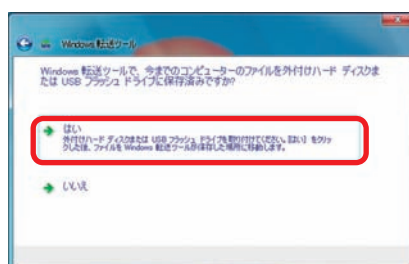 Windows 転送ツール
Windows 転送ツールで、今までのコンピューターのファイルを外付けハード ディスクま
たは USB フラッシュ ドライブに保存済みですか?
はい
外付けハード ディスクまたは USB フラッシュ ドライブを取り付けてください。[はい] をクリッ
クした後、ファイルを Windows 転送ツールが保存した場所に移動します。
いいえ